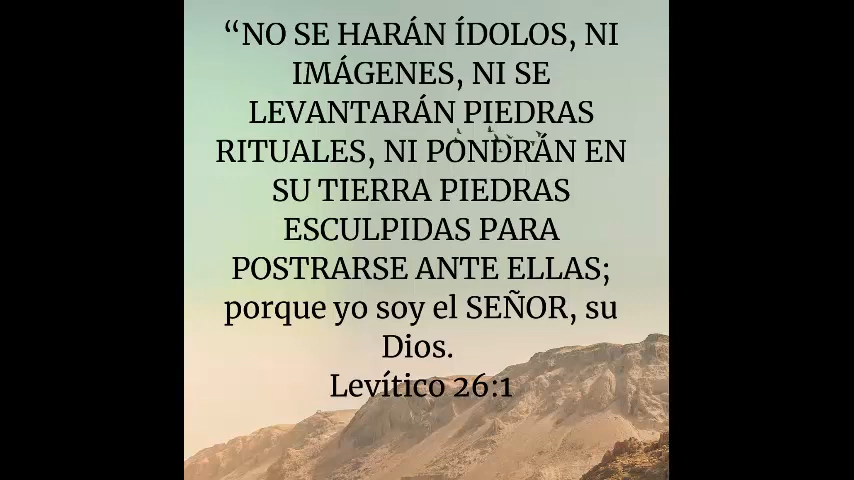 “NO SE HARÁN ÍDOLOS, NI
IMÁGENES, NI SE
LEVANTARÁN PIEDRAS
RITUALES, NI PONDRÁN EN
SU TIERRA PIEDRAS
ESCULPIDAS PARA
POSTRARSE ANTE ELLAS;
porque yo soy el SEÑOR, su
Dios.
Levítico 26:1